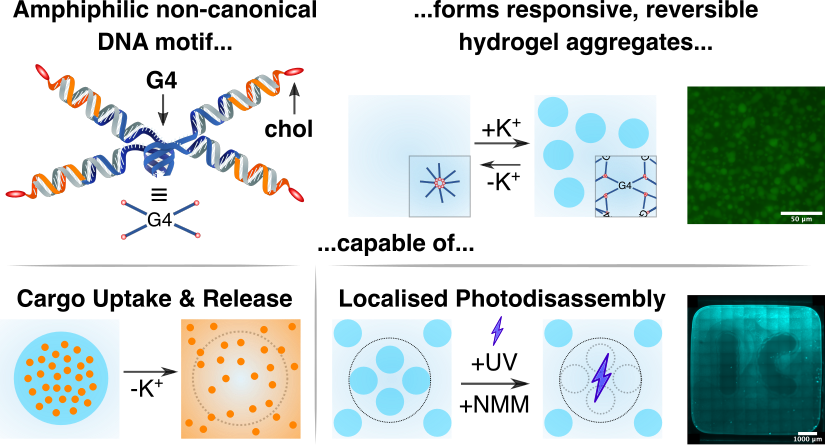 Amphiphilic non-canonical
DNA motif...
G4
chol
≡
G4
...forms responsive, reversible
hydrogel aggregates...
+K⁺
-K⁺
G4
50 µm
...capable of...
Cargo Uptake & Release
-K⁺
Localised Photodisassembly
+UV
+NMM
1000 µm